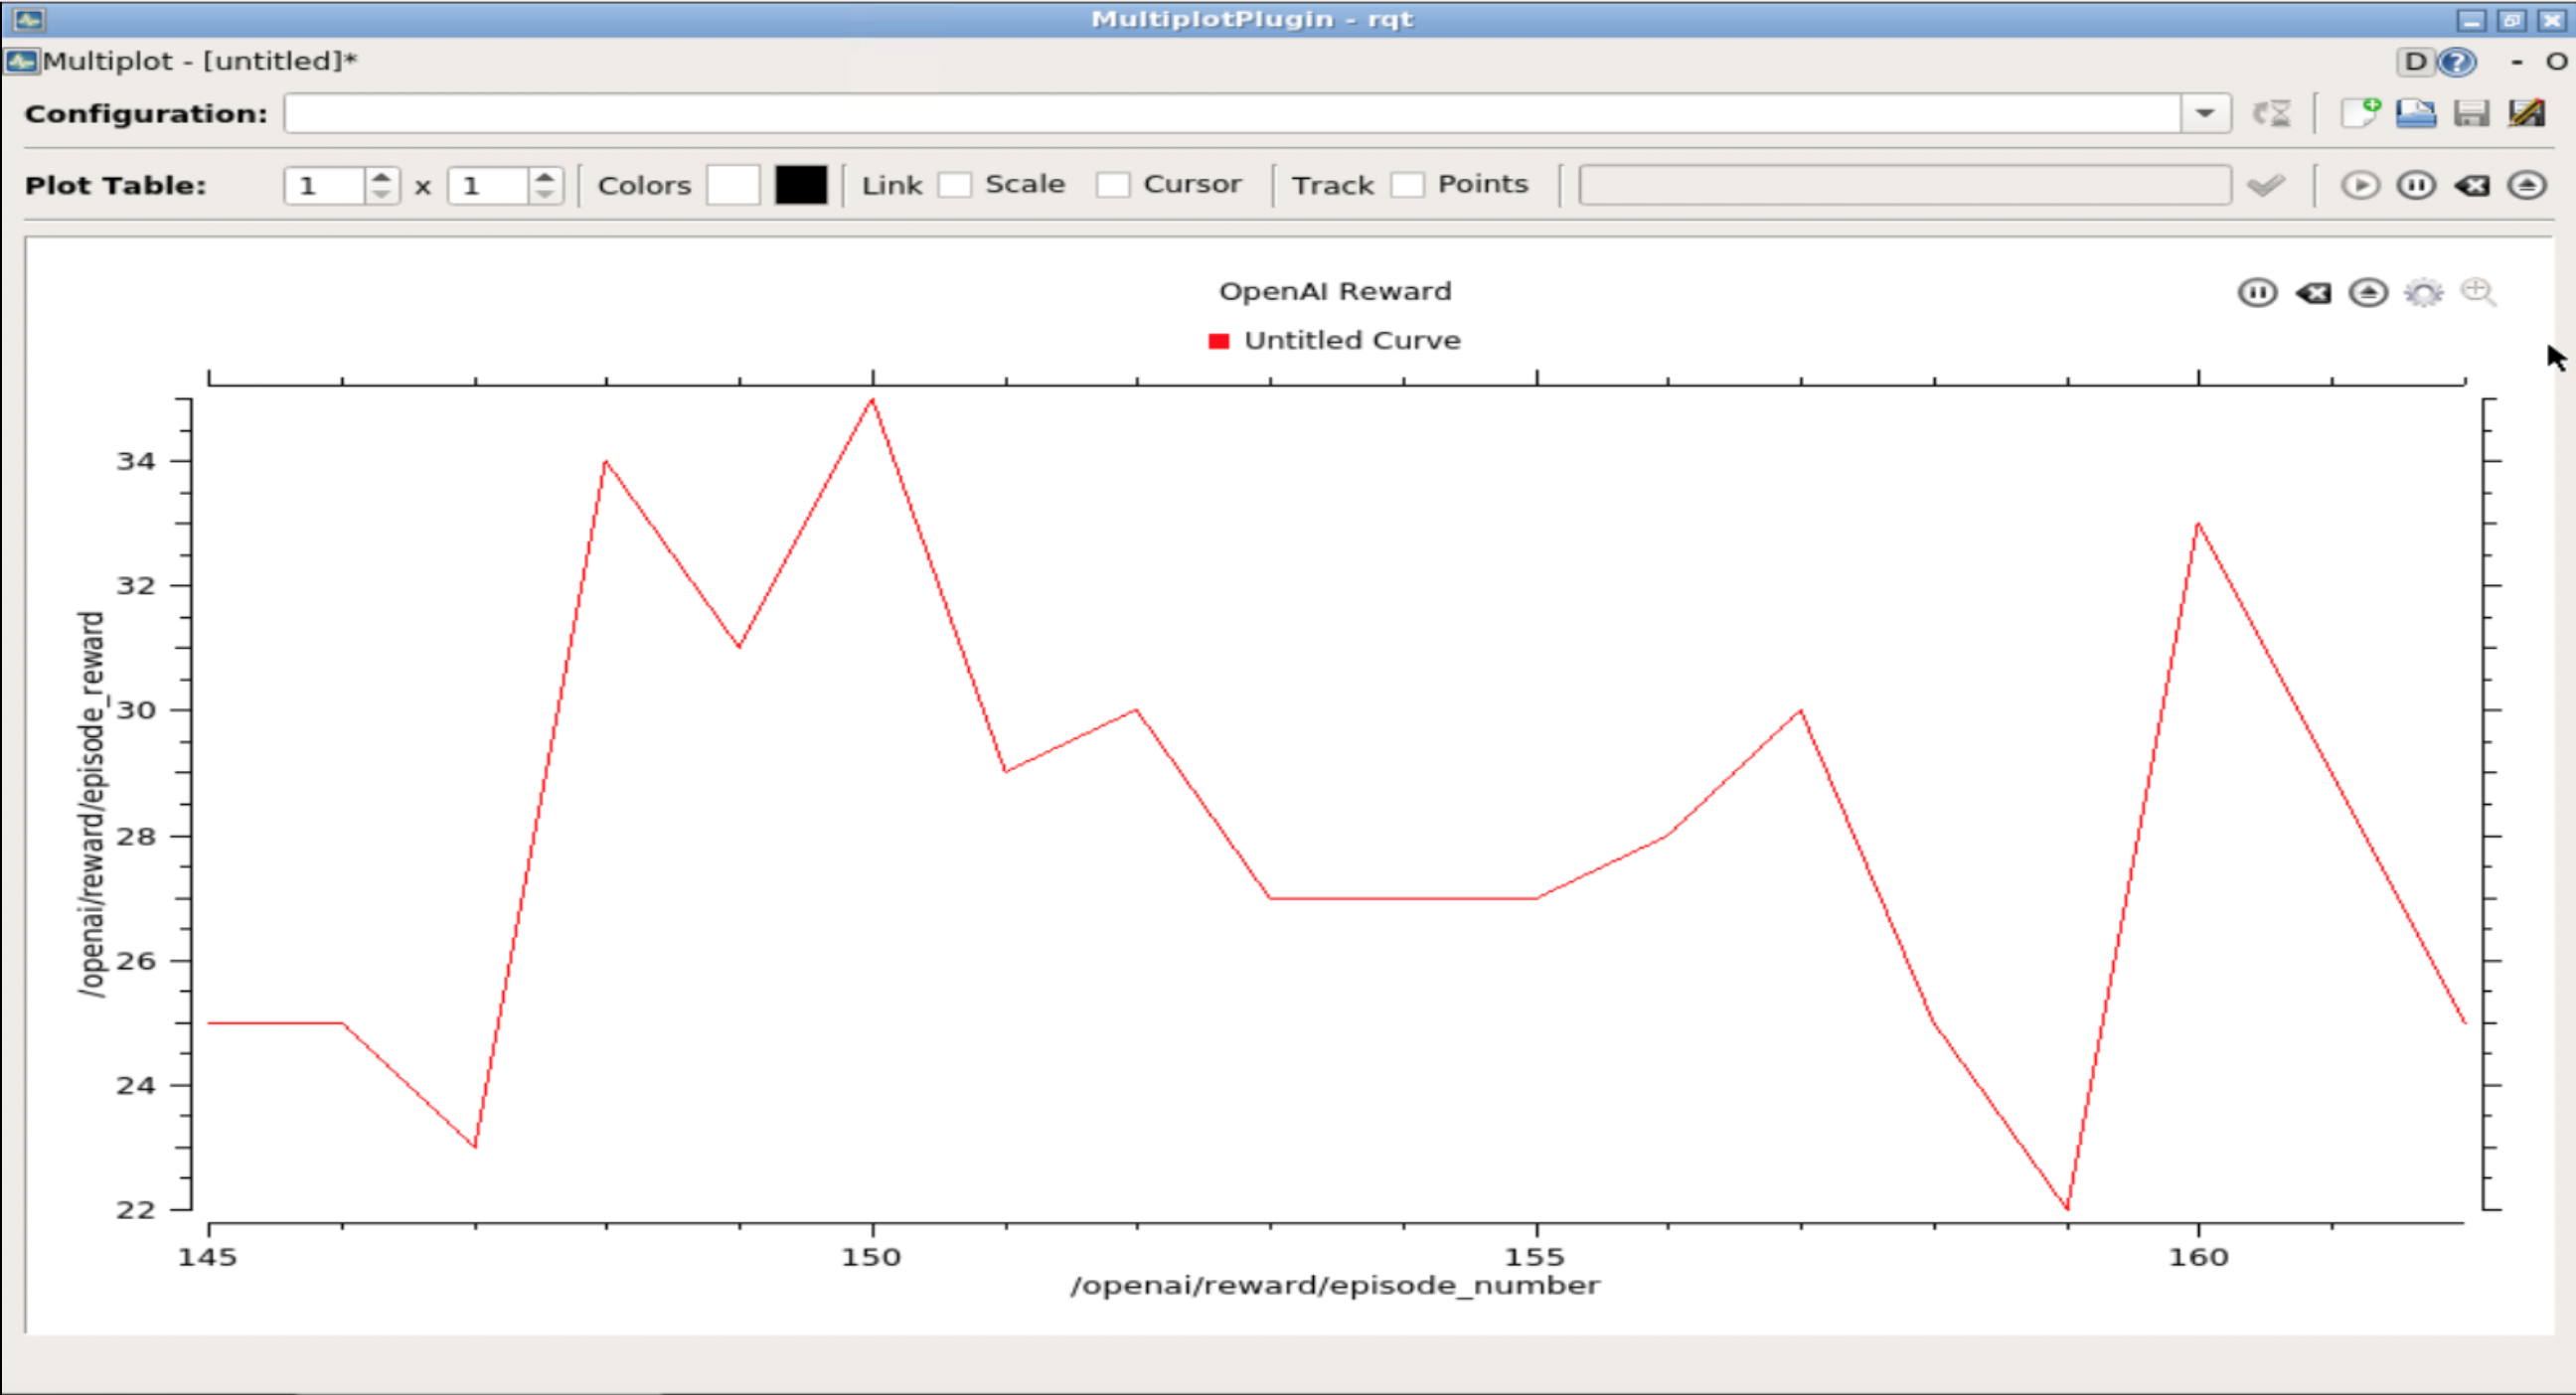 MultiplotPlugin - rqt
Multiplot - [untitled]*
D ? - O
Configuration:
Plot Table: 1 x 1 Colors Link Scale Cursor Track Points
OpenAI Reward
Untitled Curve
/openai/reward/episode_reward
34
32
30
28
26
24
22
145 150 155 160
/openai/reward/episode_number